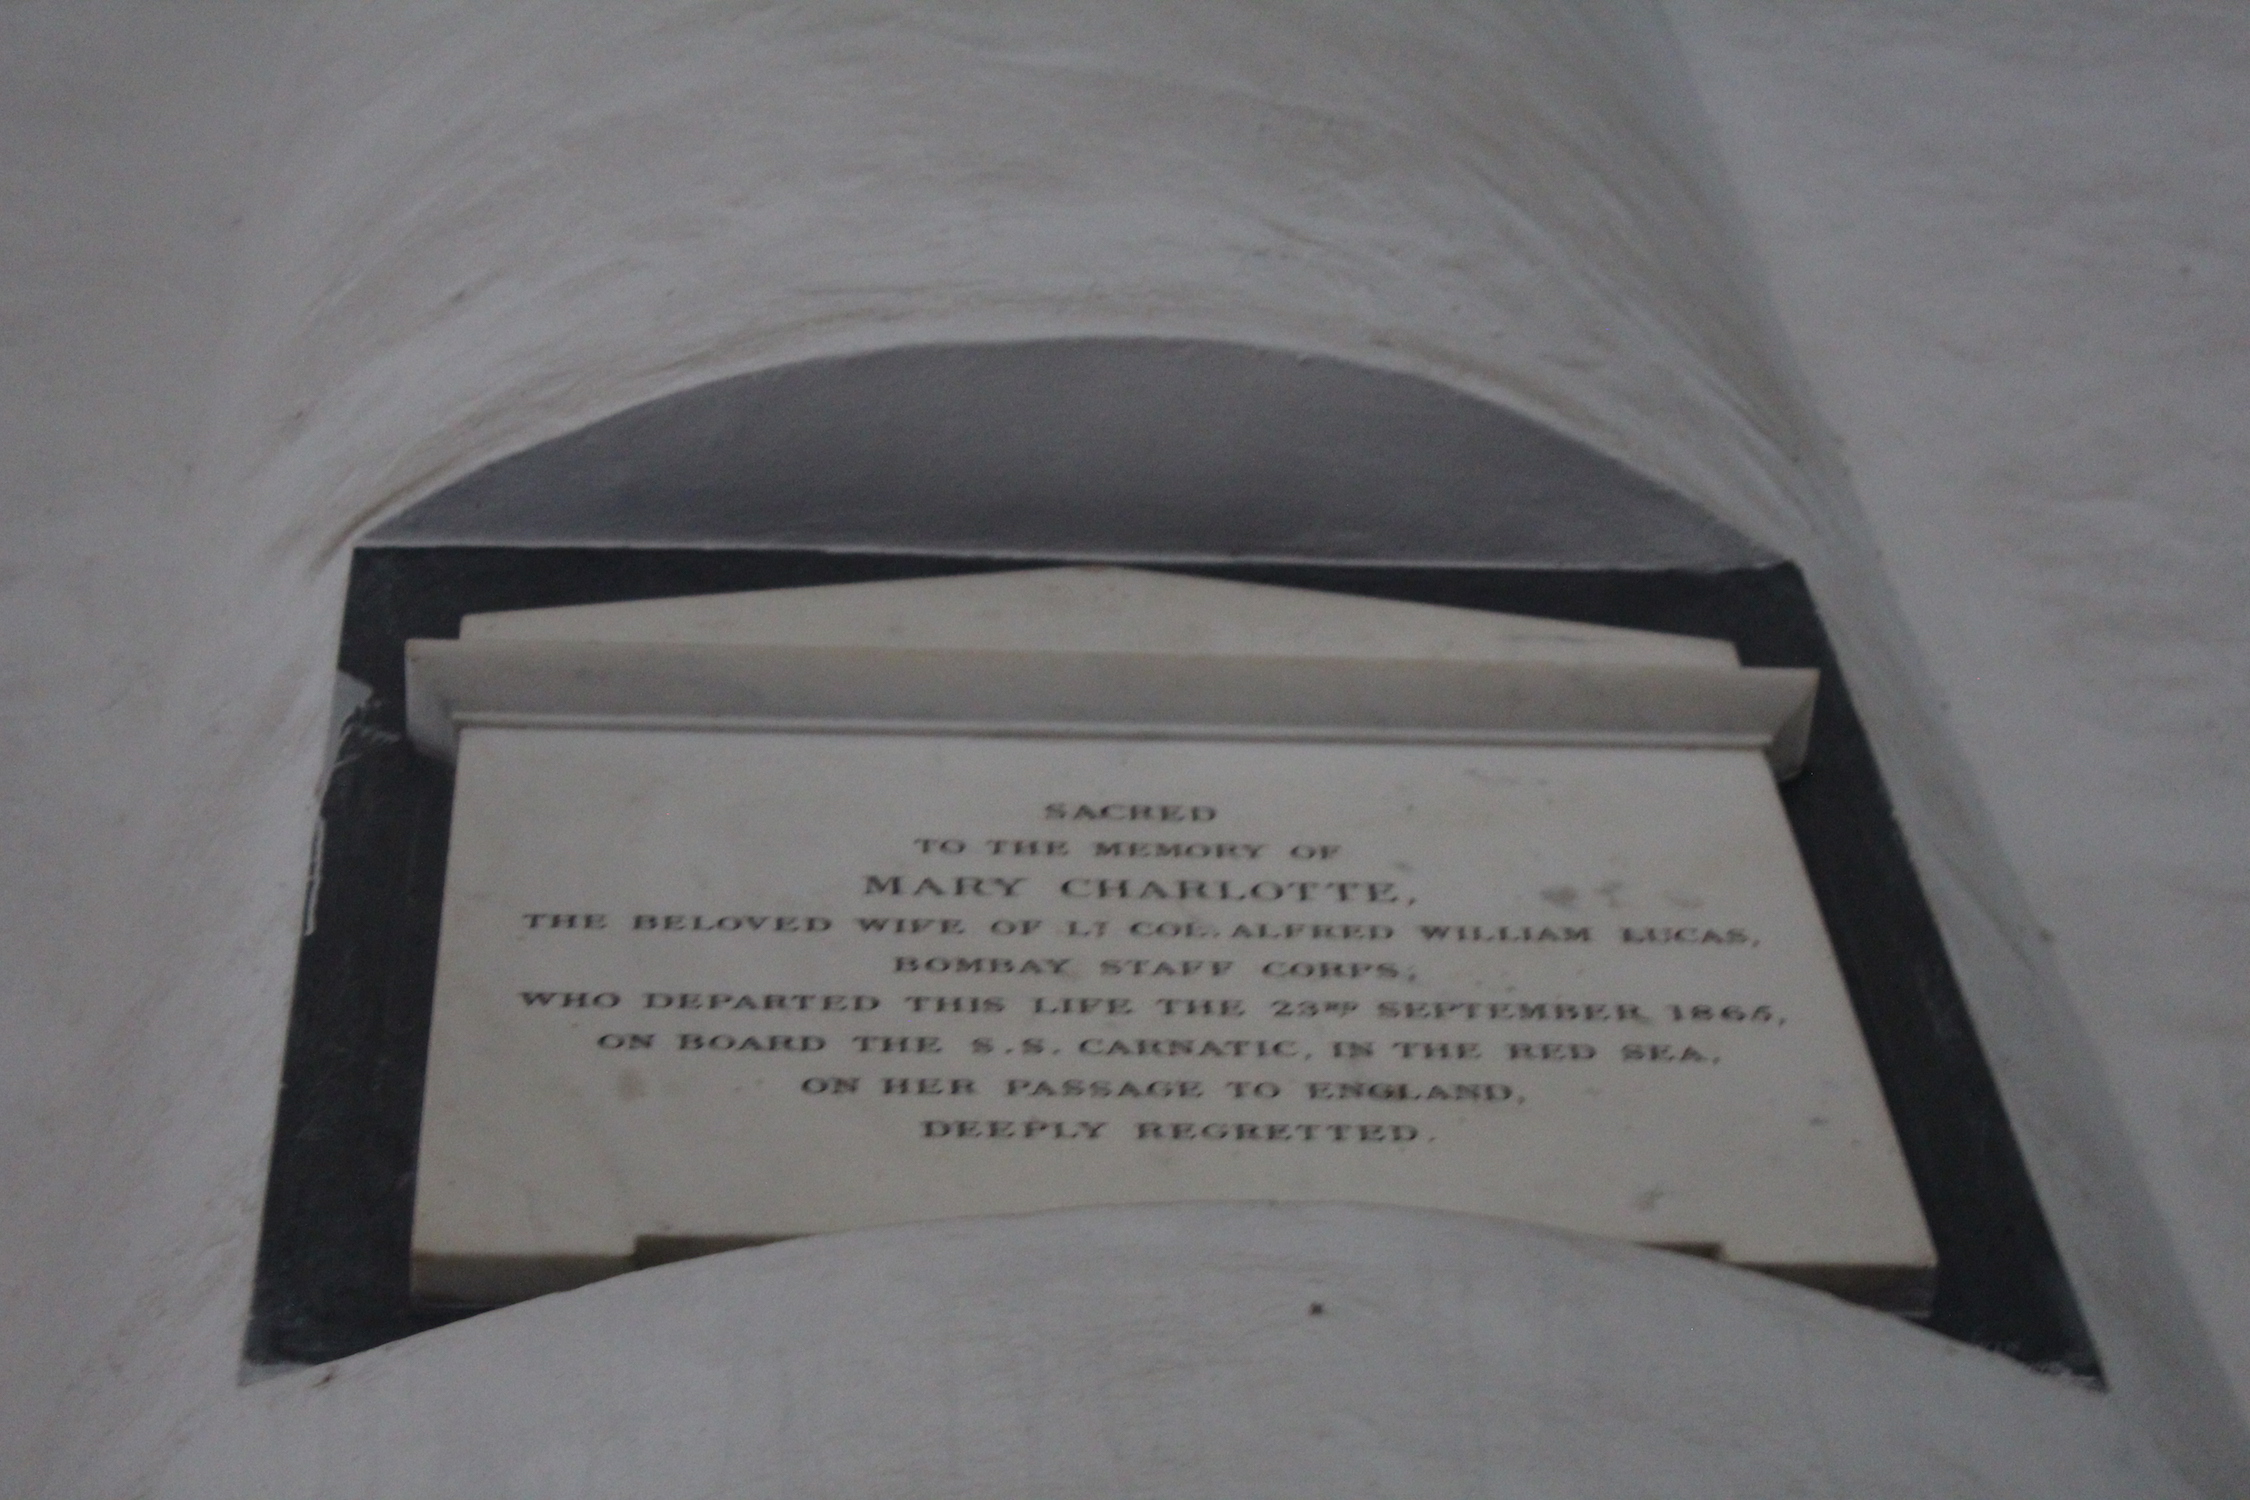 SACRED
TO THE MEMORY OF
MARY CHARLOTTE,
THE BELOVED WIFE OF LT COL. ALFRED WILLIAM LUCAS,
BOMBAY STAFF CORPS,
WHO DEPARTED THIS LIFE THE 23RD SEPTEMBER 1865,
ON BOARD THE S.S. CARNATIC, IN THE RED SEA,
ON HER PASSAGE TO ENGLAND,
DEEPLY REGRETTED.